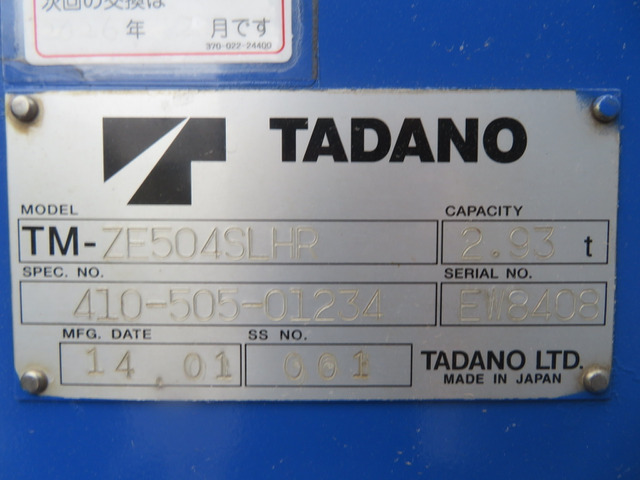 次回の交換は
6年 月です
370-022-24400
TADANO
MODEL CAPACITY
TM-ZE504SLHP 2.93 t
SPEC. NO. SERIAL NO.
410-505-01234 EW8408
MFG. DATE SS NO.
14.01 001 TADANO LTD.
MADE IN JAPAN